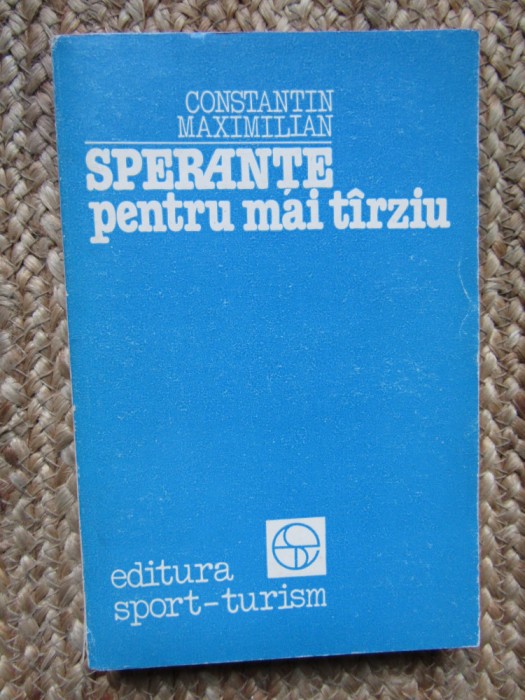 CONSTANTIN
MAXIMILIAN
SPERANȚE
pentru mai tîrziu
editura
sport-turism